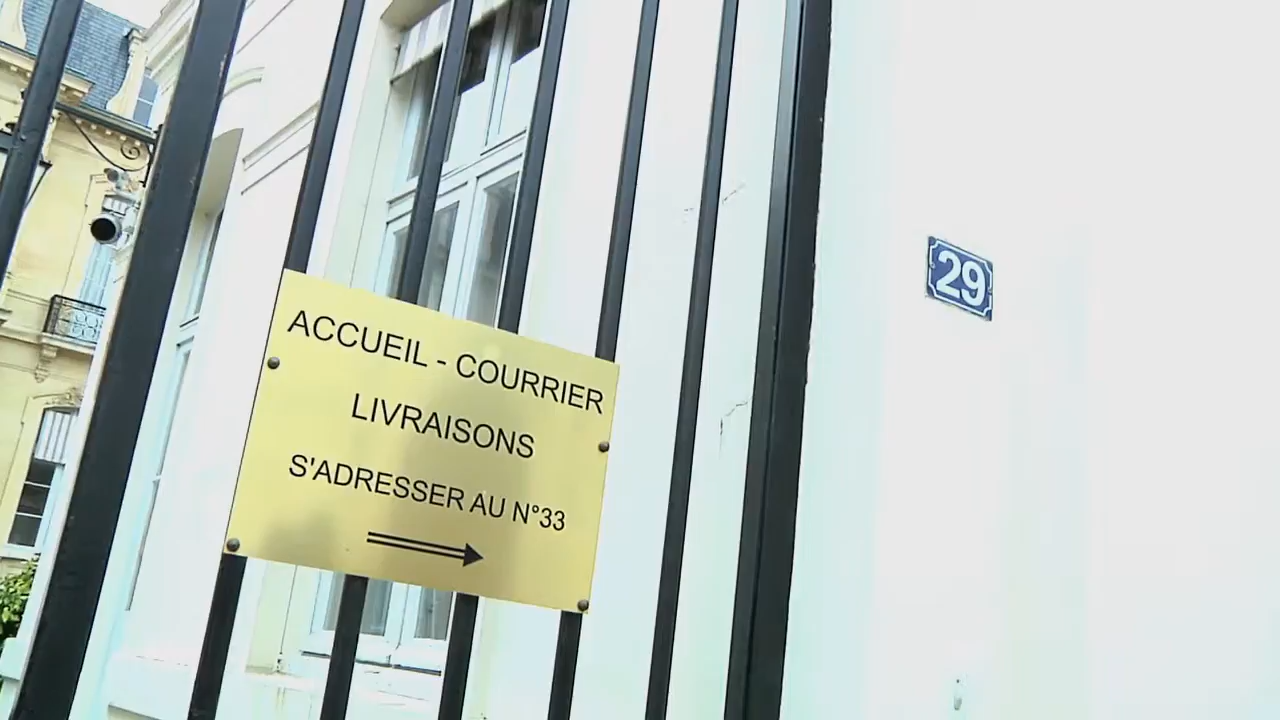 ACCUEIL - COURRIER
LIVRAISONS
S'ADRESSER AU N°33
29